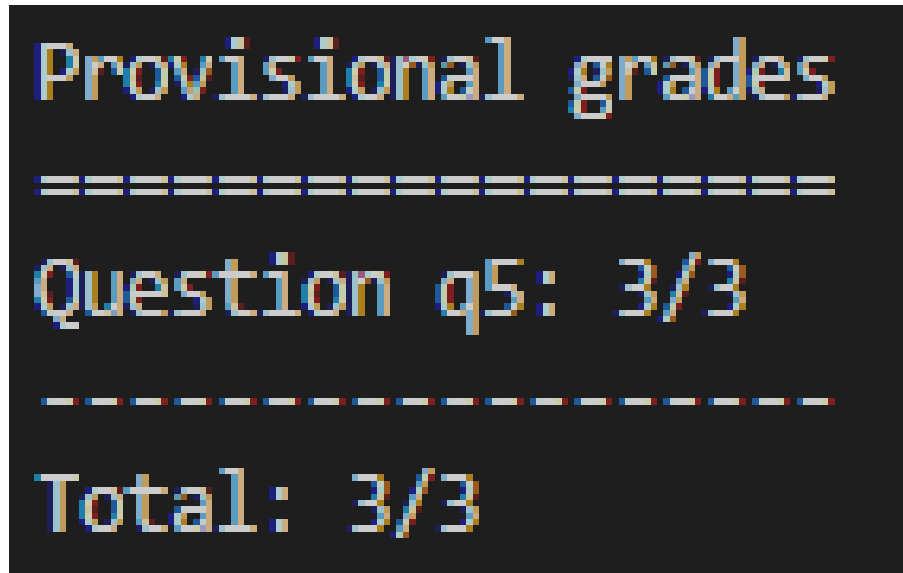 Provisional grades
==================
Question q5: 3/3
------------------
Total: 3/3